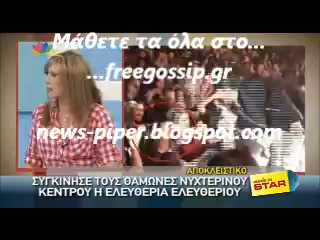 Μάθετε τα όλα στο...
...freegossip.gr
news-piper.blogspot.com
ΑΠΟΚΛΕΙΣΤΙΚΟ
ΣΥΓΚΙΝΗΣΕ ΤΟΥΣ ΘΑΜΩΝΕΣ ΝΥΧΤΕΡΙΝΟΥ
ΚΕΝΤΡΟΥ Η ΕΛΕΥΘΕΡΙΑ ΕΛΕΥΘΕΡΙΟΥ
STAR